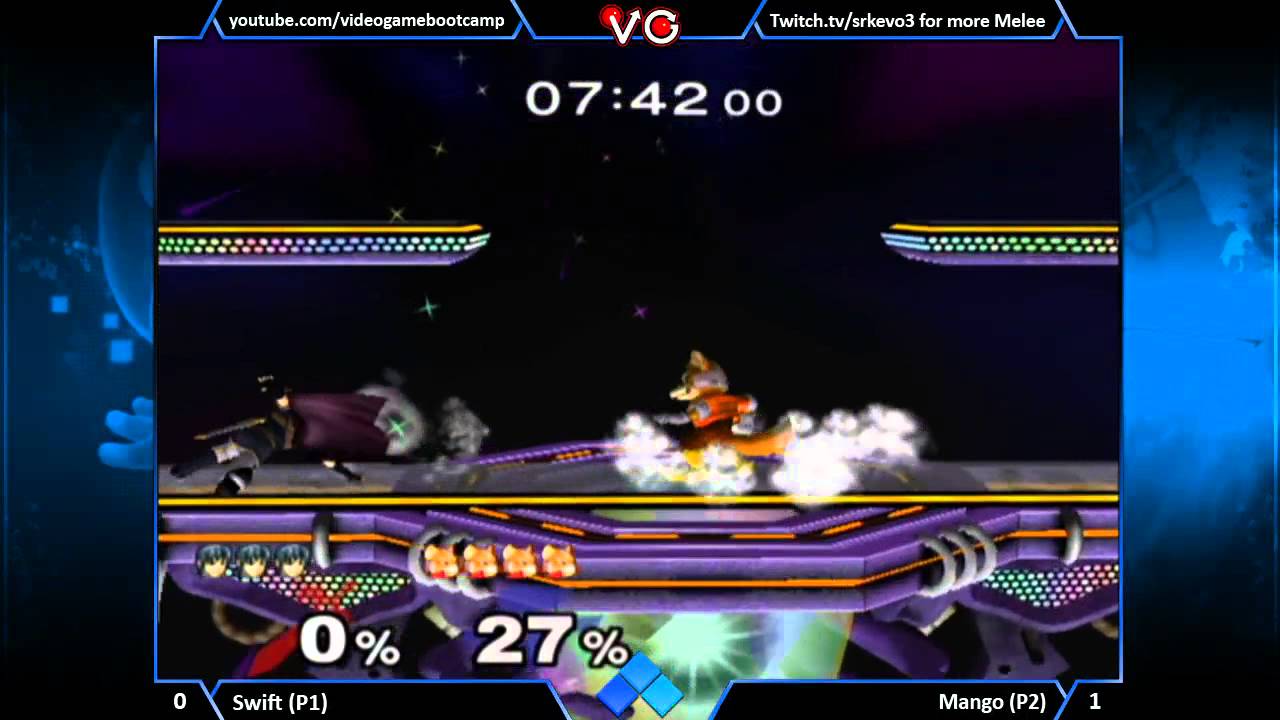 youtube.com/videogamebootcamp
VG
Twitch.tv/srkevo3 for more Melee
07:42 00
0% 27%
0 Swift (P1)
Mango (P2) 1